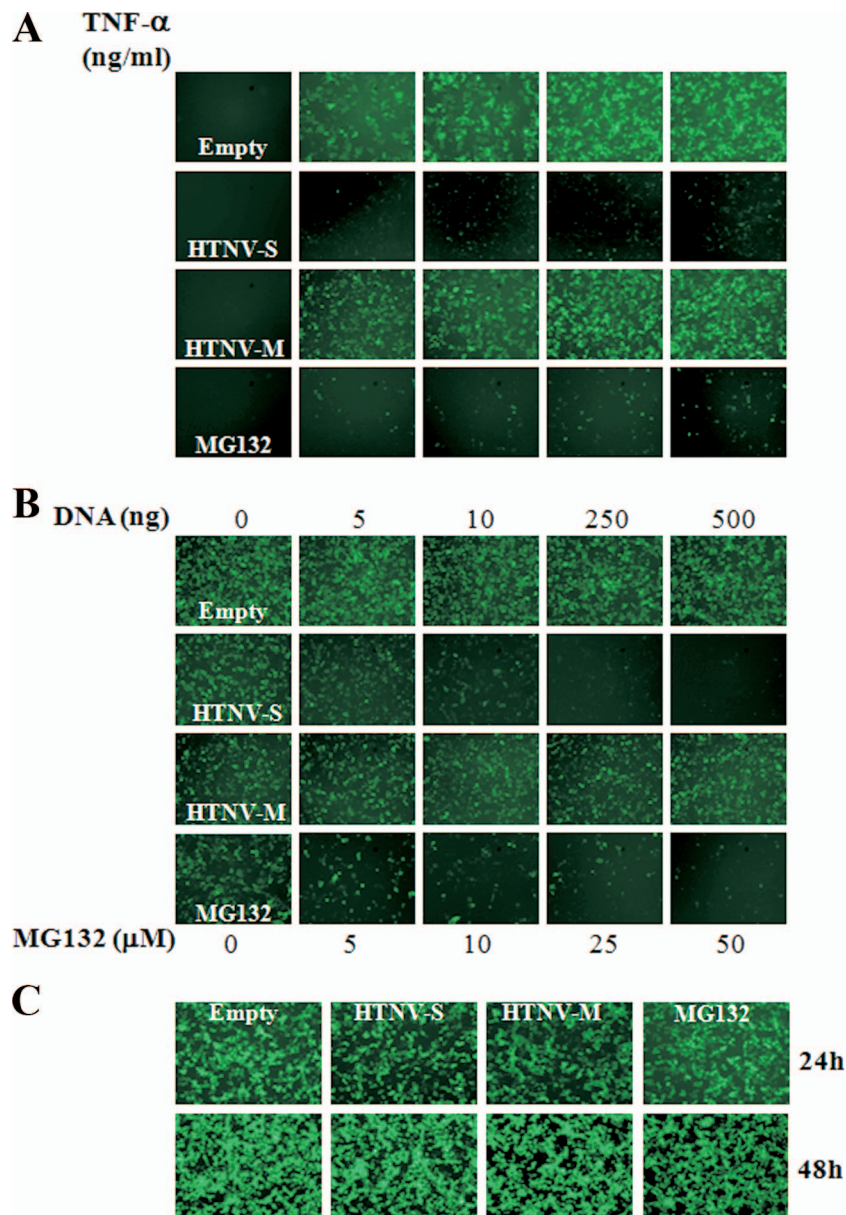 A
TNF-α
(ng/ml)
Empty
HTNV-S
HTNV-M
MG132
B
DNA (ng) 0 5 10 250 500
Empty
HTNV-S
HTNV-M
MG132
MG132 (μM) 0 5 10 25 50
C
Empty HTNV-S HTNV-M MG132
24h
48h